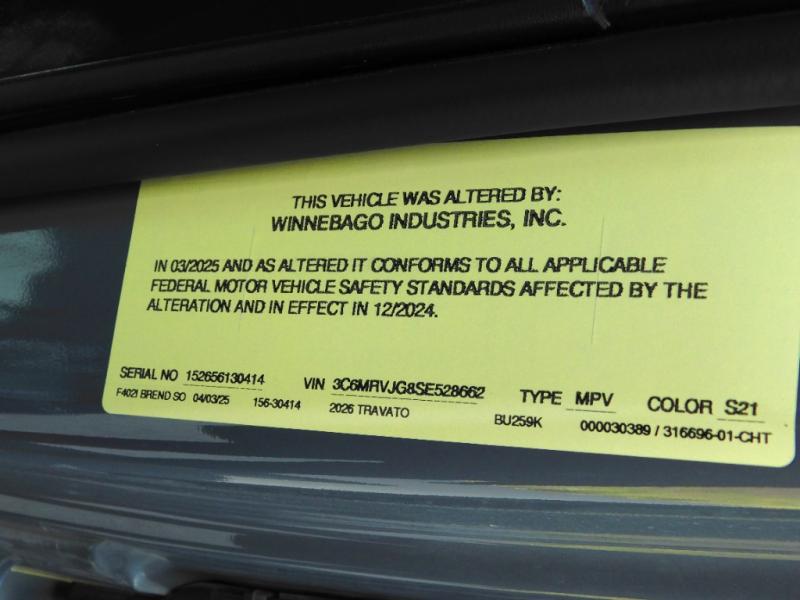 THIS VEHICLE WAS ALTERED BY:
WINNEBAGO INDUSTRIES, INC.
IN 03/2025 AND AS ALTERED IT CONFORMS TO ALL APPLICABLE
FEDERAL MOTOR VEHICLE SAFETY STANDARDS AFFECTED BY THE
ALTERATION AND IN EFFECT IN 12/2024.
SERIAL NO 152656130414 VIN 3C6MRVJG8SE528662 TYPE MPV COLOR S21
F402I BREND SO 04/03/25 156-30414 2026 TRAVATO BU259K 000030389 / 316696-01-CHT